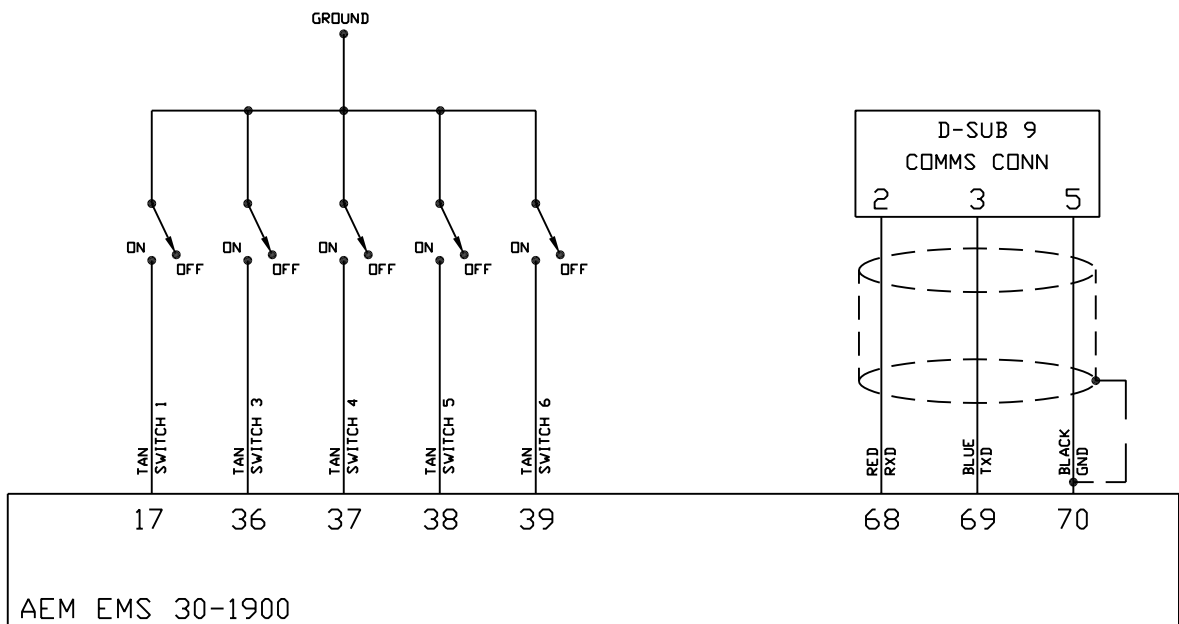 GROUND
D-SUB 9
COMMS CONN
2 3 5
ON OFF ON OFF ON OFF ON OFF ON OFF
TAN
SWITCH 1
TAN
SWITCH 3
TAN
SWITCH 4
TAN
SWITCH 5
TAN
SWITCH 6
RED
RXD
BLUE
TXD
BLACK
GND
17 36 37 38 39 68 69 70
AEM EMS 30-1900